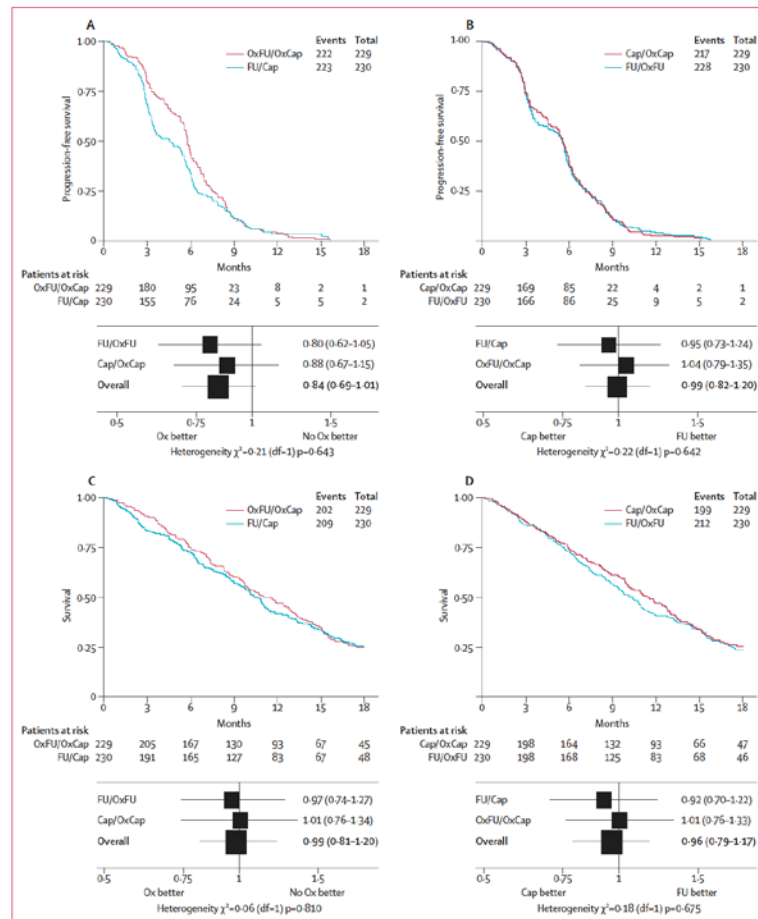 A
Events Total
OxFU/OxCap 222 229
FU/Cap 223 230
1·00
0·75
0·50
0·25
0
Progression-free survival
0 3 6 9 12 15 18
Months
Patients at risk
OxFU/OxCap 229 180 95 23 8 2 1
FU/Cap 230 155 76 24 5 5 2
FU/OxFU 0·80 (0·62–1·05)
Cap/OxCap 0·88 (0·67–1·15)
Overall 0·84 (0·69–1·01)
0·5 0·75 1 1·5
Ox better No Ox better
Heterogeneity χ²=0·21 (df=1) p=0·643
B
Events Total
Cap/OxCap 217 229
FU/OxFU 228 230
1·00
0·75
0·50
0·25
0
Progression-free survival
0 3 6 9 12 15 18
Months
Patients at risk
Cap/OxCap 229 169 85 22 4 2 1
FU/OxFU 230 166 86 25 9 5 2
FU/Cap 0·95 (0·73–1·24)
OxFU/OxCap 1·04 (0·79–1·35)
Overall 0·99 (0·82–1·20)
0·5 0·75 1 1·5
Cap better FU better
Heterogeneity χ²=0·22 (df=1) p=0·642
C
Events Total
OxFU/OxCap 202 229
FU/Cap 209 230
1·00
0·75
0·50
0·25
0
Survival
0 3 6 9 12 15 18
Months
Patients at risk
OxFU/OxCap 229 205 167 130 93 67 45
FU/Cap 230 191 165 127 83 67 48
FU/OxFU 0·97 (0·74–1·27)
Cap/OxCap 1·01 (0·76–1·34)
Overall 0·99 (0·81–1·20)
0·5 0·75 1 1·5
Ox better No Ox better
Heterogeneity χ²=0·06 (df=1) p=0·810
D
Events Total
Cap/OxCap 199 229
FU/OxFU 212 230
1·00
0·75
0·50
0·25
0
Survival
0 3 6 9 12 15 18
Months
Patients at risk
Cap/OxCap 229 198 164 132 93 66 47
FU/OxFU 230 198 168 125 83 68 46
FU/Cap 0·92 (0·70–1·22)
OxFU/OxCap 1·01 (0·76–1·33)
Overall 0·96 (0·79–1·17)
0·5 0·75 1 1·5
Cap better FU better
Heterogeneity χ²=0·18 (df=1) p=0·675